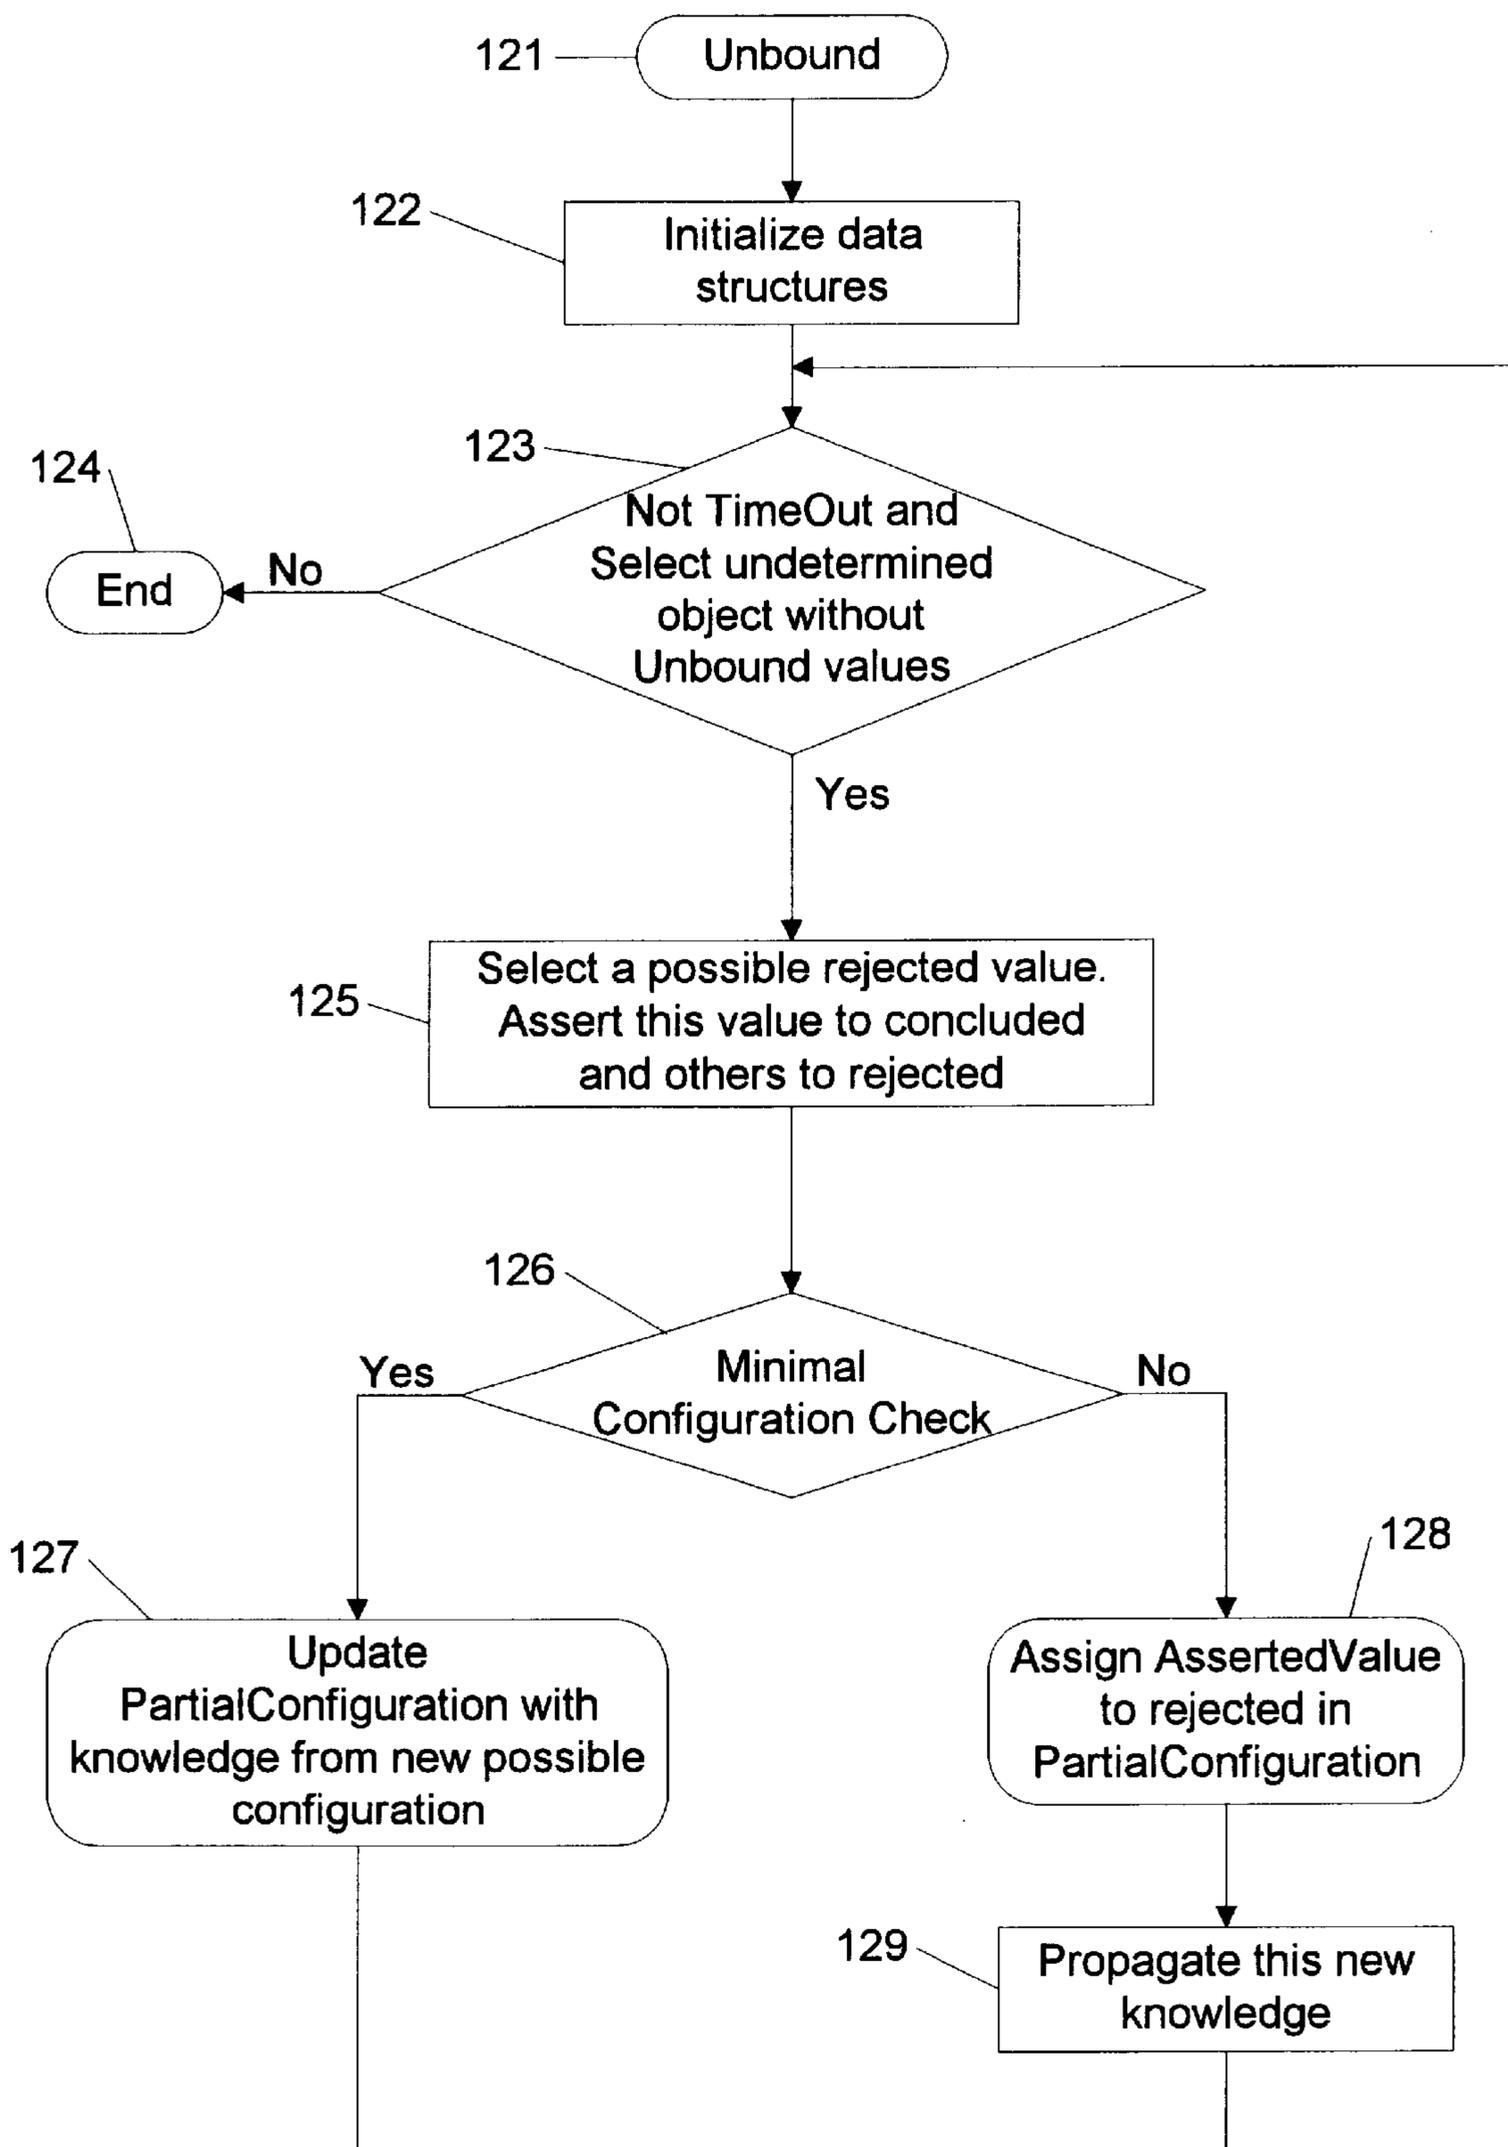 121
Unbound
122
Initialize data
structures
123
124
Not TimeOut and
Select undetermined
object without
Unbound values
End
No
Yes
125
Select a possible rejected value.
Assert this value to concluded
and others to rejected
126
Yes
Minimal
Configuration Check
No
127
128
Update
PartialConfiguration with
knowledge from new possible
configuration
Assign AssertedValue
to rejected in
PartialConfiguration
129
Propagate this new
knowledge